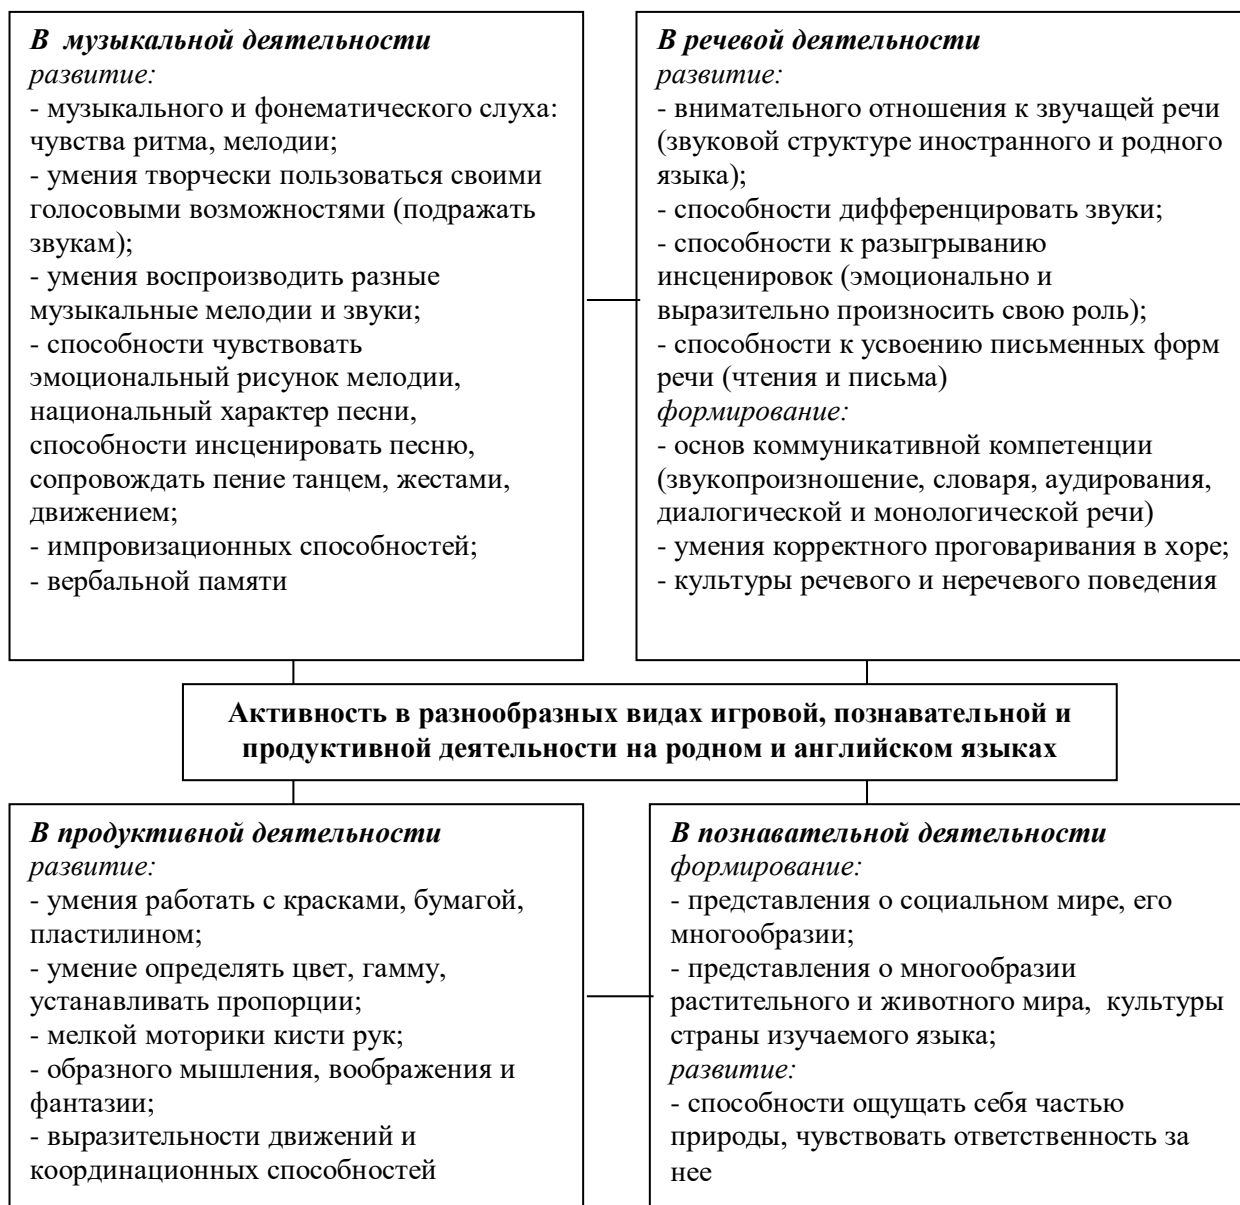 В музыкальной деятельности
развитие:
- музыкального и фонематического слуха:
чувства ритма, мелодии;
- умения творчески пользоваться своими
голосовыми возможностями (подражать
звукам);
- умения воспроизводить разные
музыкальные мелодии и звуки;
- способности чувствовать
эмоциональный рисунок мелодии,
национальный характер песни,
способности инсценировать песню,
сопровождать пение танцем, жестами,
движением;
- импровизационных способностей;
- вербальной памяти
В речевой деятельности
развитие:
- внимательного отношения к звучащей речи
(звуковой структуре иностранного и родного
языка);
- способности дифференцировать звуки;
- способности к разыгрыванию
инсценировок (эмоционально и
выразительно произносить свою роль);
- способности к усвоению письменных форм
речи (чтения и письма)
формирование:
- основ коммуникативной компетенции
(звукопроизношение, словаря, аудирования,
диалогической и монологической речи)
- умения корректного проговаривания в хоре;
- культуры речевого и неречевого поведения
Активность в разнообразных видах игровой, познавательной и
продуктивной деятельности на родном и английском языках
В продуктивной деятельности
развитие:
- умения работать с красками, бумагой,
пластилином;
- умение определять цвет, гамму,
устанавливать пропорции;
- мелкой моторики кисти рук;
- образного мышления, воображения и
фантазии;
- выразительности движений и
координационных способностей
В познавательной деятельности
формирование:
- представления о социальном мире, его
многообразии;
- представления о многообразии
растительного и животного мира, культуры
страны изучаемого языка;
развитие:
- способности ощущать себя частью
природы, чувствовать ответственность за
нее